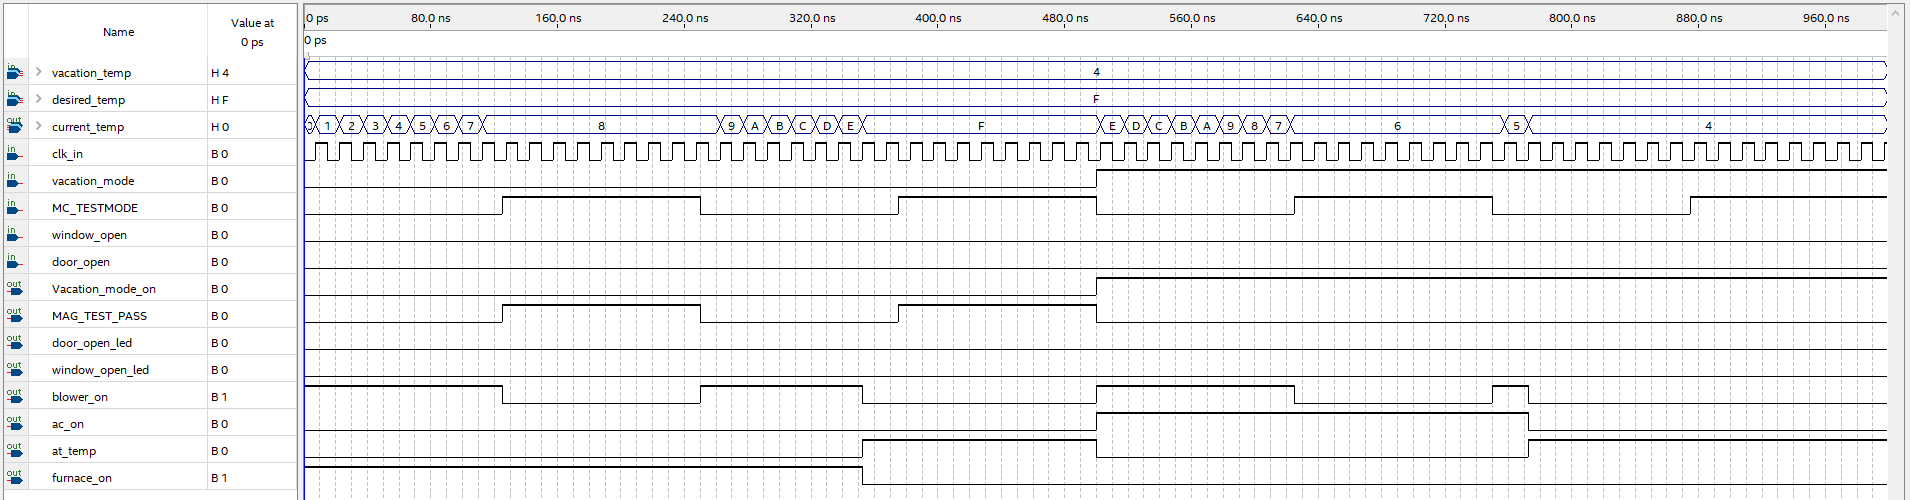 Name
Value at
0 ps
0 ps 80.0 ns 160.0 ns 240.0 ns 320.0 ns 400.0 ns 480.0 ns 560.0 ns 640.0 ns 720.0 ns 800.0 ns 880.0 ns 960.0 ns
0 ps
in vacation_temp H 4 4
in desired_temp H F F
out current_temp H 0 1 2 3 4 5 6 7 8 9 A B C D E F E D C B A 9 8 7 6 5 4
in clk_in B 0
in vacation_mode B 0
in MC_TESTMODE B 0
in window_open B 0
in door_open B 0
out Vacation_mode_on B 0
out MAG_TEST_PASS B 0
out door_open_led B 0
out window_open_led B 0
out blower_on B 1
out ac_on B 0
out at_temp B 0
out furnace_on B 1